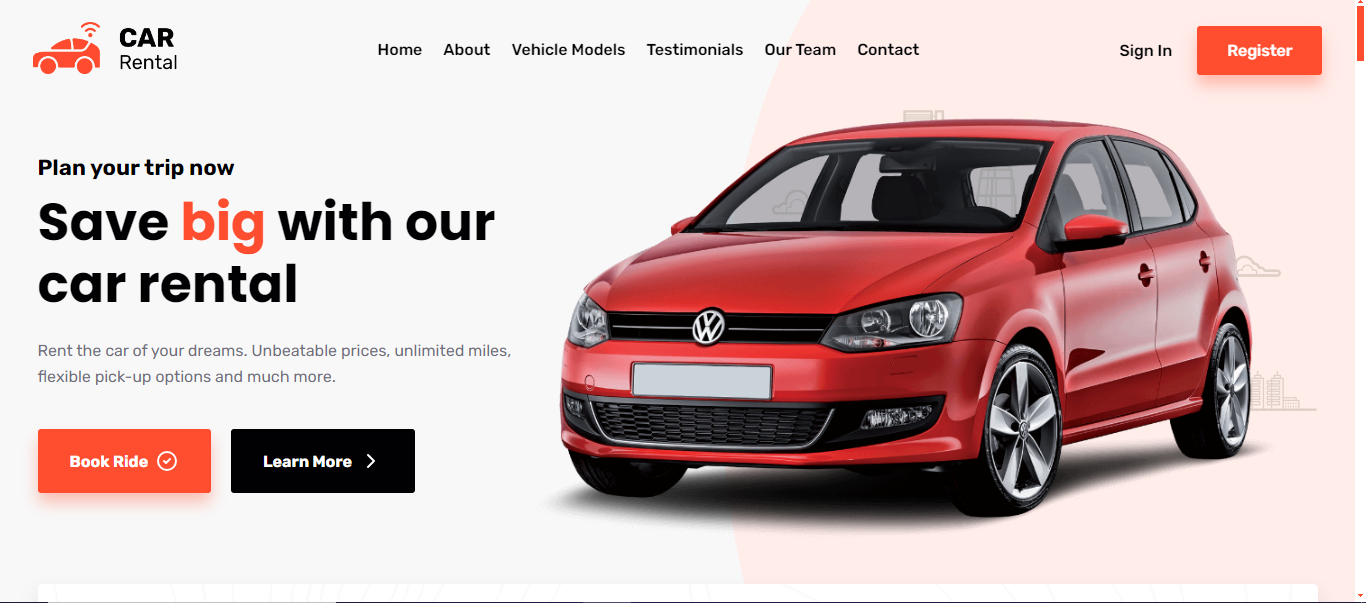 CAR
Rental
Home About Vehicle Models Testimonials Our Team Contact
Sign In
Register
Plan your trip now
Save big with our
car rental
Rent the car of your dreams. Unbeatable prices, unlimited miles,
flexible pick-up options and much more.
Book Ride
Learn More